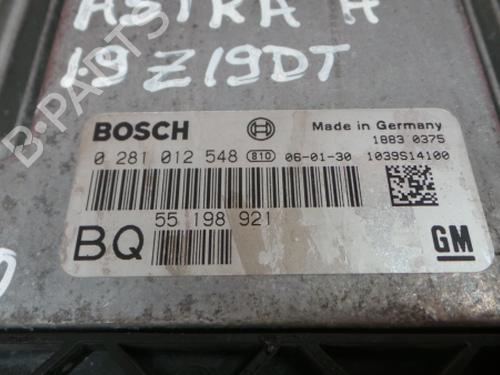 ASTRA H
1.9 Z19DT
BOSCH
Made in Germany
1883 0375
0 281 012 548 810 06-01-30 1039S14100
55 198 921
BQ
GM
B-PARTS